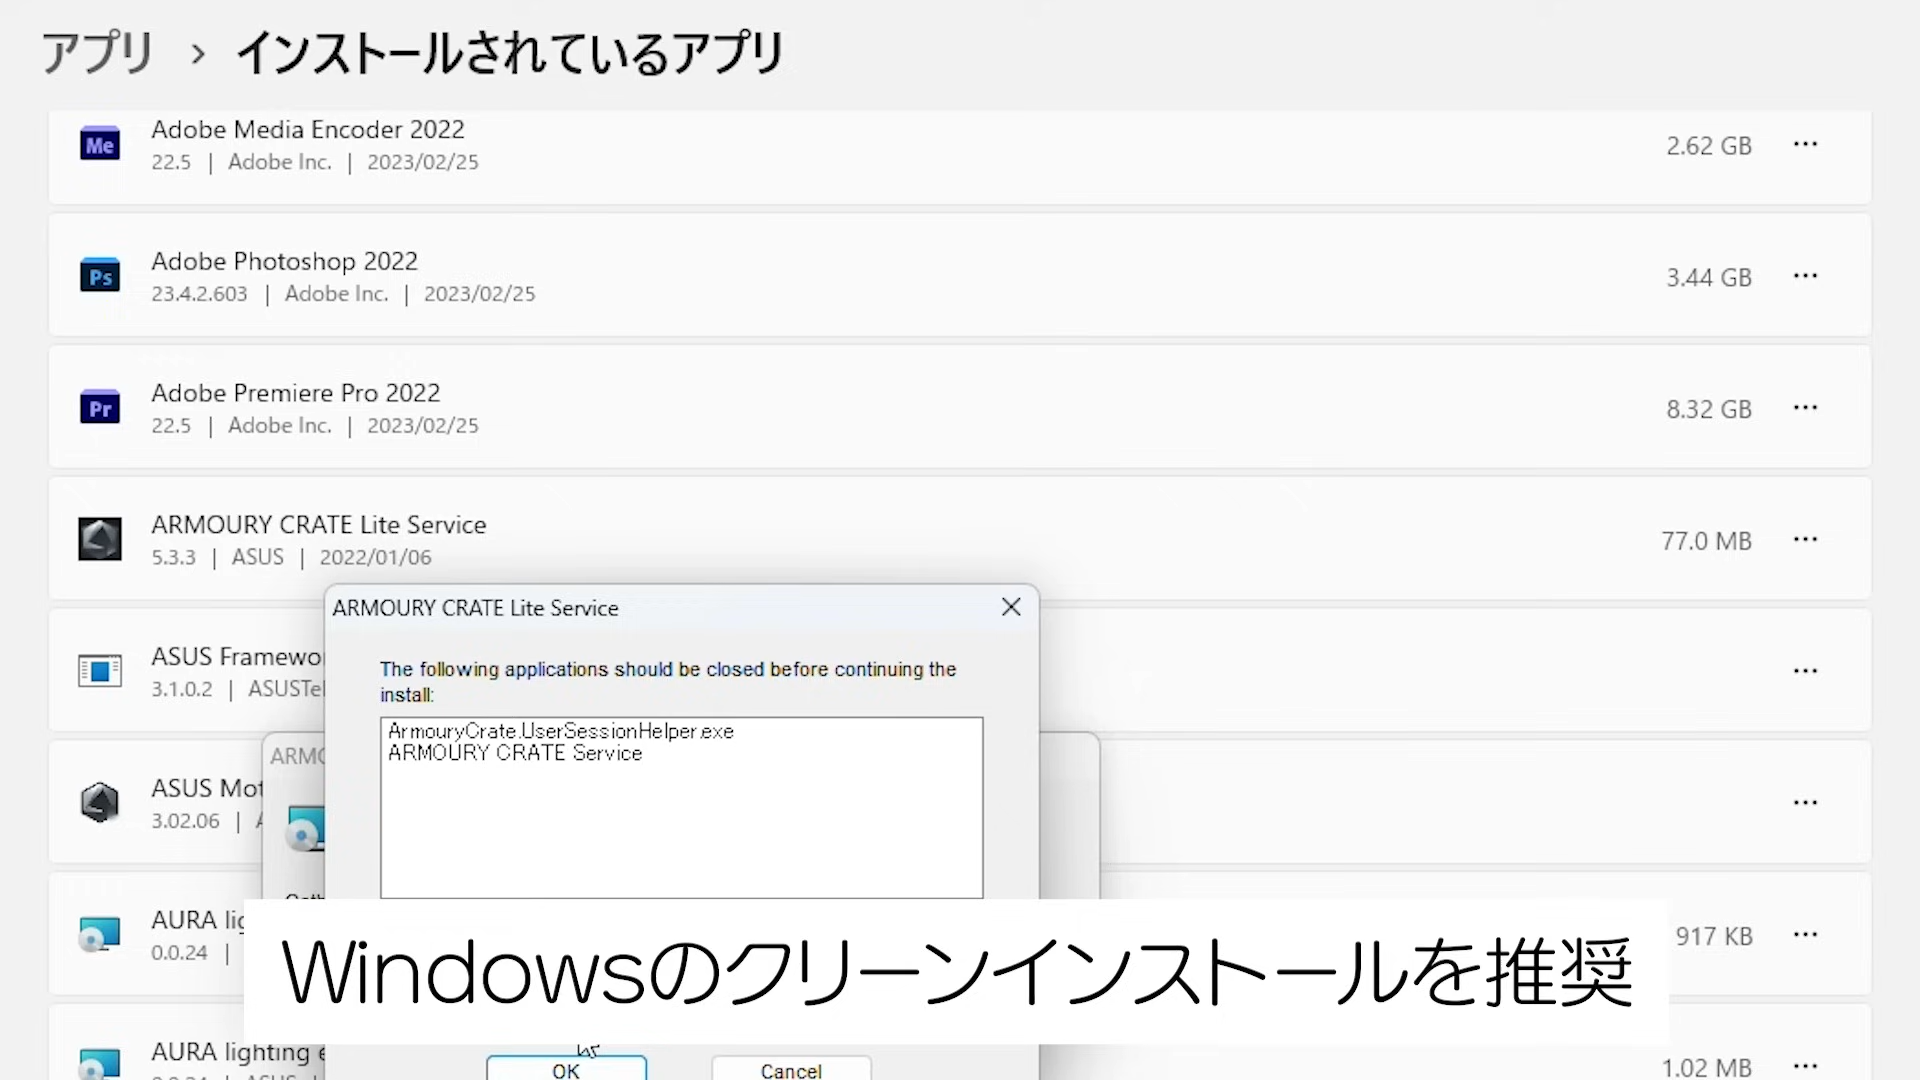 アプリ › インストールされているアプリ
Me
Adobe Media Encoder 2022
22.5 | Adobe Inc. | 2023/02/25
2.62 GB
Ps
Adobe Photoshop 2022
23.4.2.603 | Adobe Inc. | 2023/02/25
3.44 GB
Pr
Adobe Premiere Pro 2022
22.5 | Adobe Inc. | 2023/02/25
8.32 GB
ARMOURY CRATE Lite Service
5.3.3 | ASUS | 2022/01/06
77.0 MB
ARMOURY CRATE Lite Service
The following applications should be closed before continuing the
install:
ArmouryCrate.UserSessionHelper.exe
ARMOURY CRATE Service
ASUS
3.1.0.2 |
ASUS
3.02.06 |
AURA
0.0.24 |
917 KB
Windowsのクリーンインストールを推奨
AURA lighting
1.02 MB
OK
Cancel